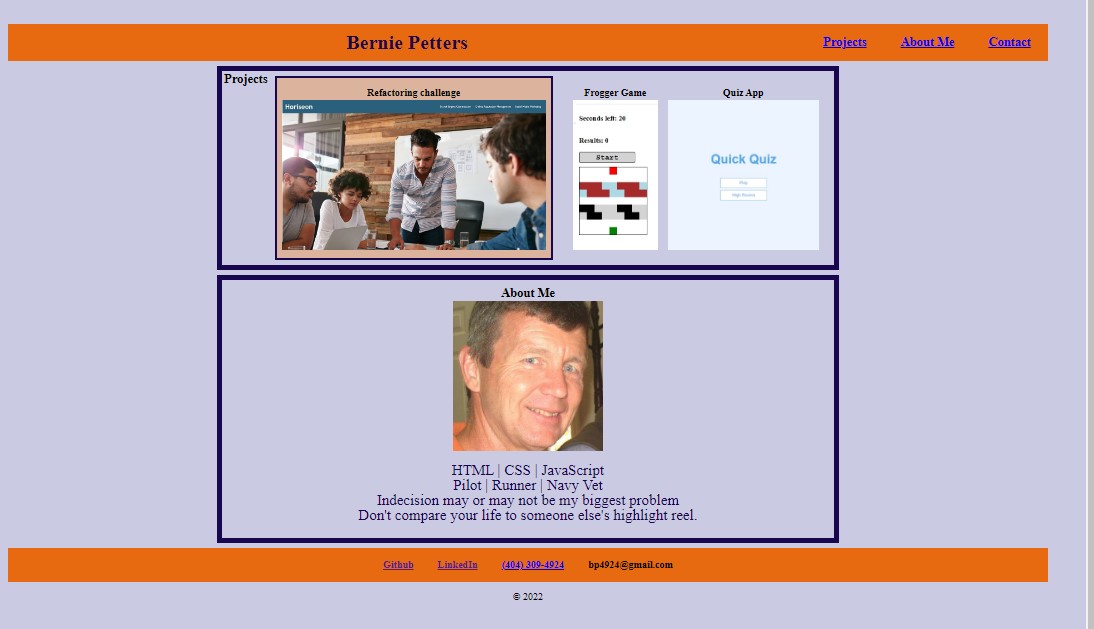 Bernie Petters
Projects About Me Contact
Projects
Refactoring challenge
Horiseon
Frogger Game
Seconds left: 20
Results: 0
Start
Quiz App
Quick Quiz
Play
High Scores
About Me
HTML | CSS | JavaScript
Pilot | Runner | Navy Vet
Indecision may or may not be my biggest problem
Don't compare your life to someone else's highlight reel.
Github LinkedIn (404) 309-4924 bp4924@gmail.com
© 2022